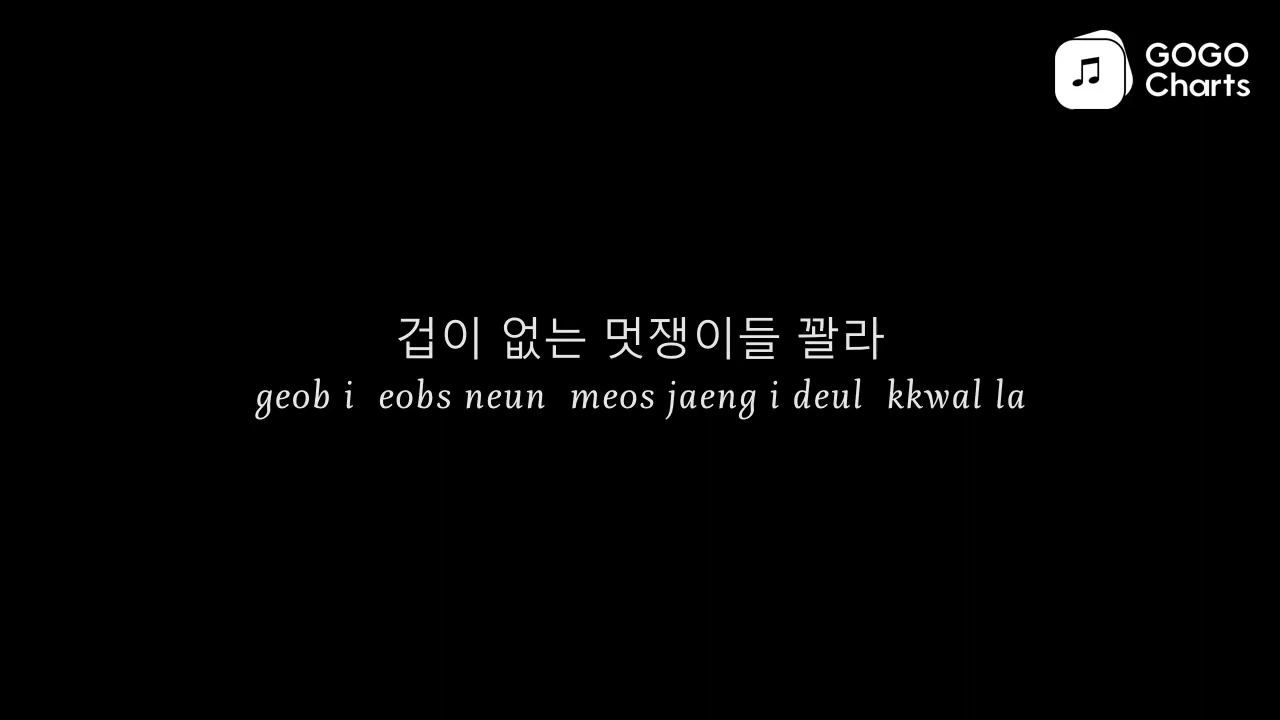 GOGO
Charts
겁이 없는 멋쟁이들 꽐라
geob i eobs neun meos jaeng i deul kkwal la